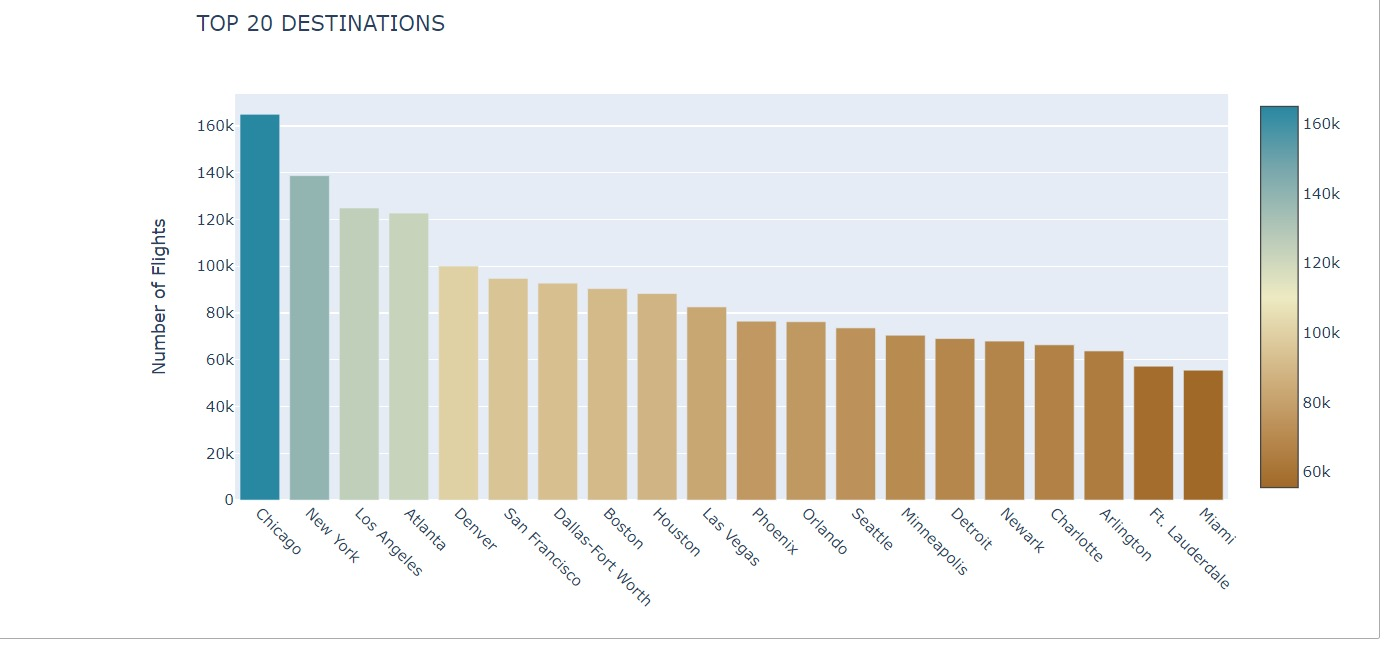 TOP 20 DESTINATIONS
Number of Flights
160k
140k
120k
100k
80k
60k
40k
20k
0
Chicago
New York
Los Angeles
Atlanta
Denver
San Francisco
Dallas-Fort Worth
Boston
Houston
Las Vegas
Phoenix
Orlando
Seattle
Minneapolis
Detroit
Newark
Charlotte
Arlington
Ft. Lauderdale
Miami
160k
140k
120k
100k
80k
60k